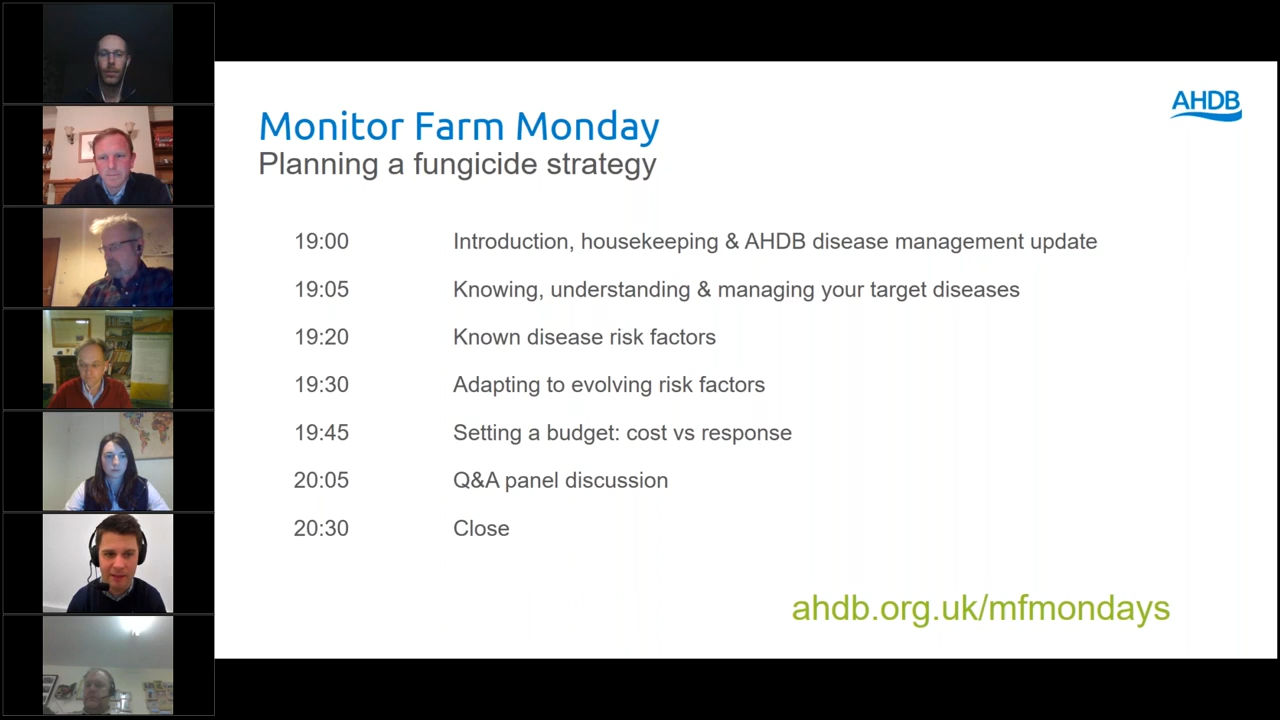 AHDB
Monitor Farm Monday
Planning a fungicide strategy
19:00 Introduction, housekeeping & AHDB disease management update
19:05 Knowing, understanding & managing your target diseases
19:20 Known disease risk factors
19:30 Adapting to evolving risk factors
19:45 Setting a budget: cost vs response
20:05 Q&A panel discussion
20:30 Close
ahdb.org.uk/mfmondays